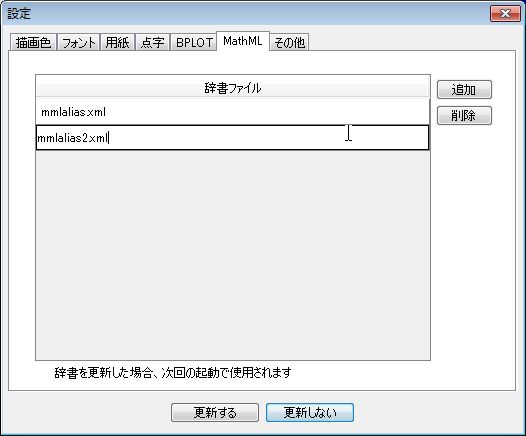 設定
描画色 フォント 用紙 点字 BPLOT MathML その他
辞書ファイル
追加
mmlalias.xml
削除
mmlalias2.xml
辞書を更新した場合、次回の起動で使用されます
更新する 更新しない